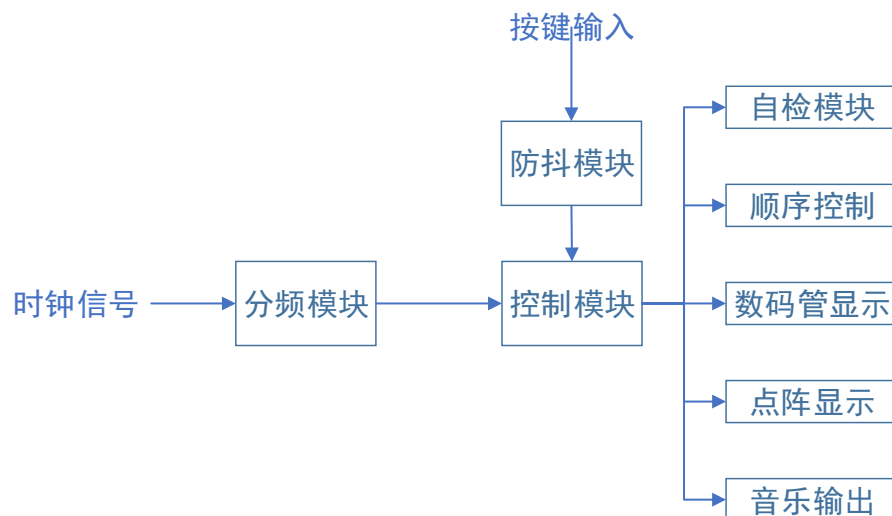 按键输入
自检模块
防抖模块
顺序控制
时钟信号
分频模块
控制模块
数码管显示
点阵显示
音乐输出